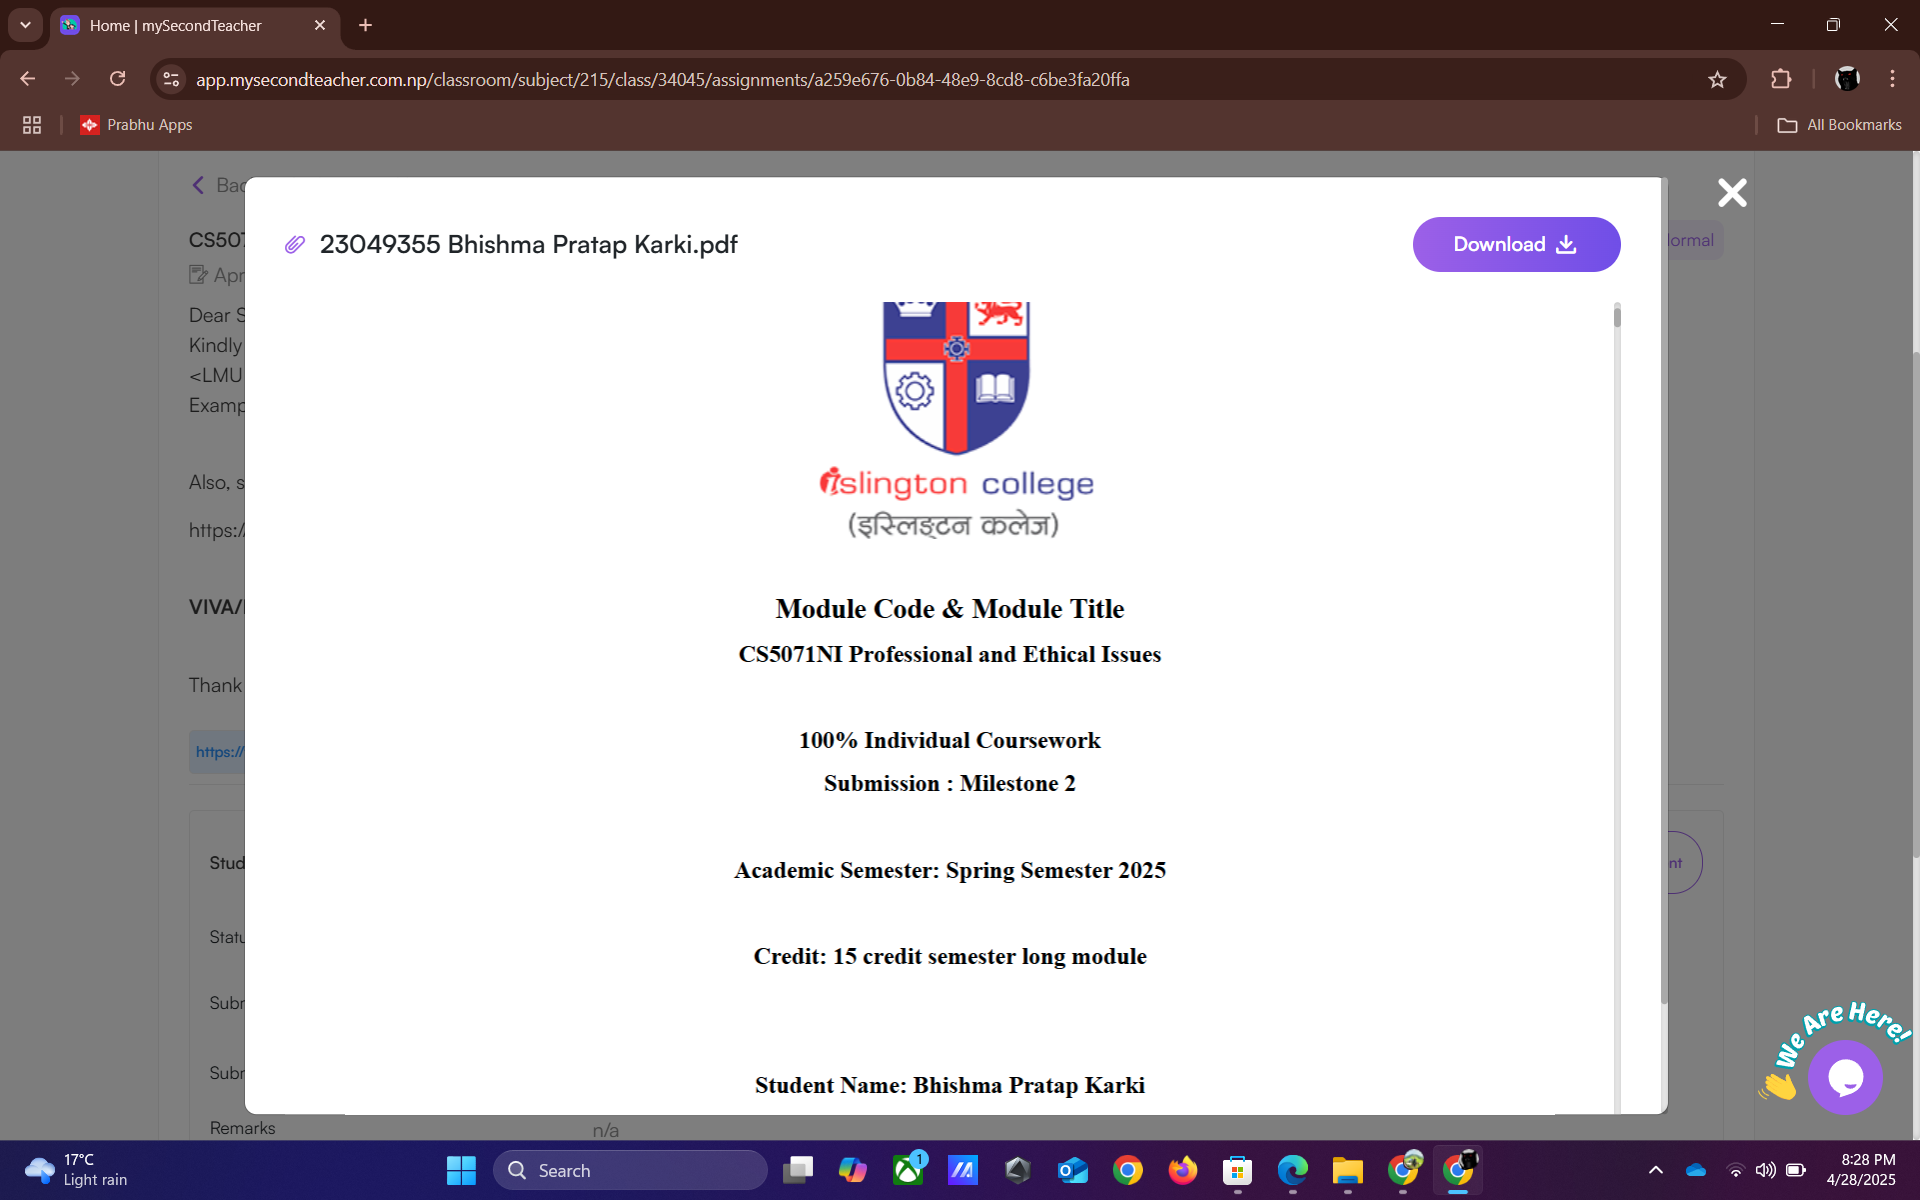 Home | mySecondTeacher
app.mysecondteacher.com.np/classroom/subject/215/class/34045/assignments/a259e676-0b84-48e9-8cd8-c6be3fa20ffa
Prabhu Apps
All Bookmarks
23049355 Bhishma Pratap Karki.pdf
Download
CS507
Dear S
Kindly
<LMU
Examp
Also, s
https:/
VIVA/
Thank
https://
Stud
Statu
Subr
Subr
Remarks
n/a
islington college
(इस्लिङ्टन कलेज)
Module Code & Module Title
CS5071NI Professional and Ethical Issues
100% Individual Coursework
Submission : Milestone 2
Academic Semester: Spring Semester 2025
Credit: 15 credit semester long module
Student Name: Bhishma Pratap Karki
We Are Here!
17°C
Light rain
Search
1
8:28 PM
4/28/2025